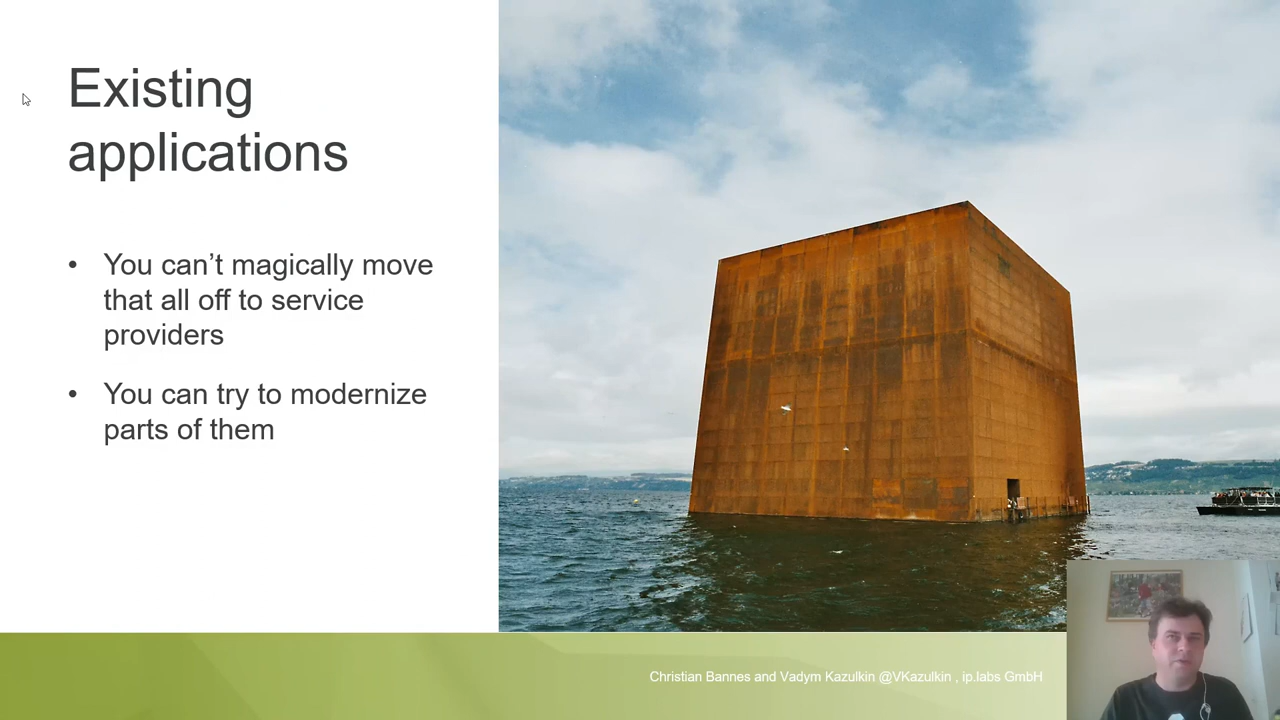 Existing
applications
• You can’t magically move
that all off to service
providers
• You can try to modernize
parts of them
Christian Bannes and Vadym Kazulkin @VKazulkin , ip.labs GmbH